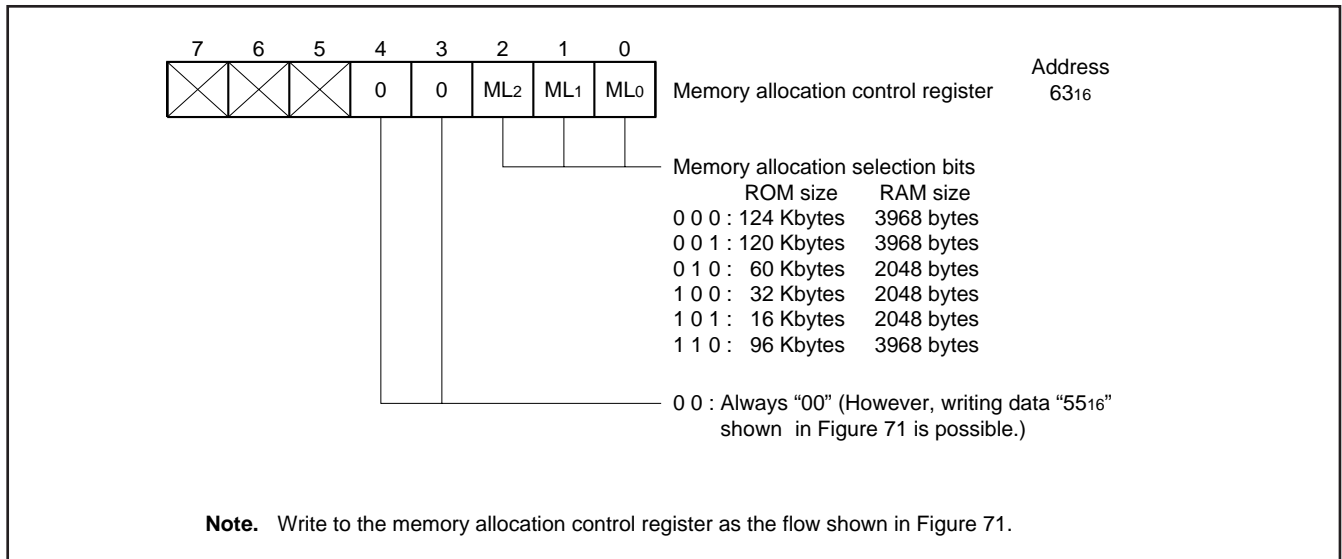 7 6 5 4 3 2 1 0
Address
0 0 ML2 ML1 ML0 Memory allocation control register 6316
Memory allocation selection bits
ROM size RAM size
0 0 0 : 124 Kbytes 3968 bytes
0 0 1 : 120 Kbytes 3968 bytes
0 1 0 : 60 Kbytes 2048 bytes
1 0 0 : 32 Kbytes 2048 bytes
1 0 1 : 16 Kbytes 2048 bytes
1 1 0 : 96 Kbytes 3968 bytes
0 0 : Always “00” (However, writing data “5516”
shown in Figure 71 is possible.)
Note. Write to the memory allocation control register as the flow shown in Figure 71.